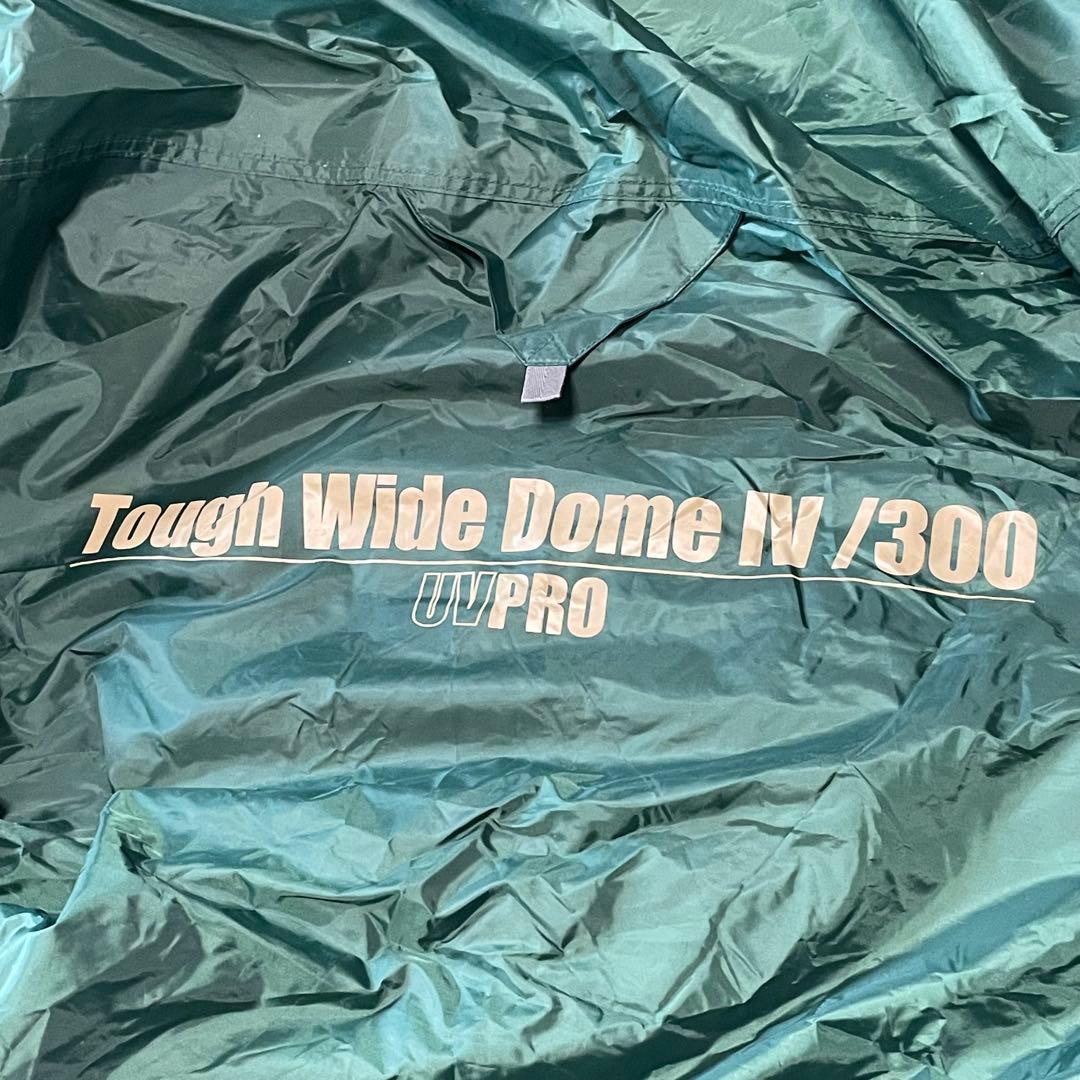 Tough Wide Dome IV /300
UVPRO